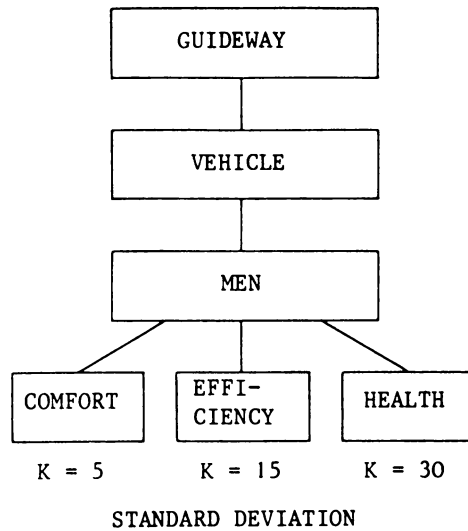 GUIDEWAY
VEHICLE
MEN
COMFORT
EFFI-
CIENCY
HEALTH
K = 5
K = 15
K = 30
STANDARD DEVIATION